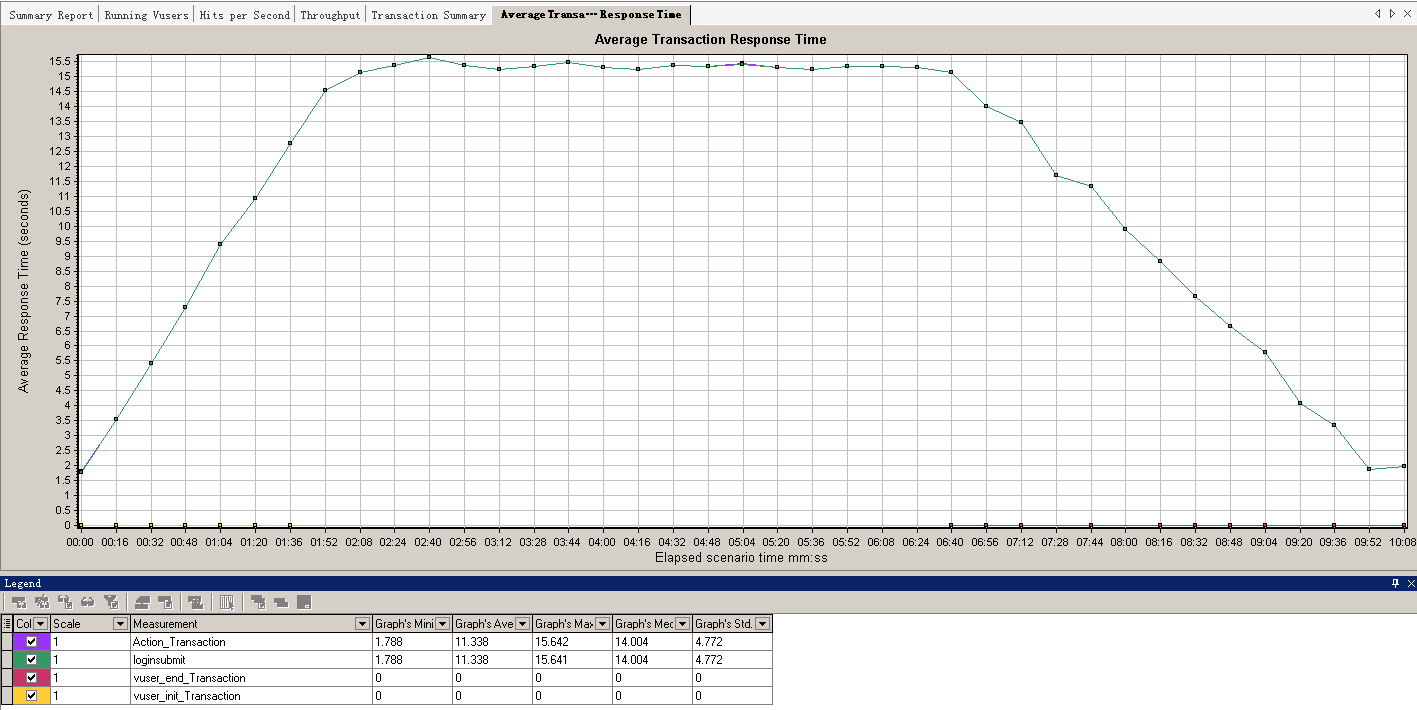 Summary Report Running Vusers Hits per Second Throughput Transaction Summary Average Transa--- Response Time
Average Transaction Response Time
15.5
15
14.5
14
13.5
13
12.5
12
11.5
11
10.5
10
9.5
9
8.5
8
7.5
7
6.5
6
5.5
5
4.5
4
3.5
3
2.5
2
1.5
1
0.5
0
Average Response Time (seconds)
00:00 00:16 00:32 00:48 01:04 01:20 01:36 01:52 02:08 02:24 02:40 02:56 03:12 03:28 03:44 04:00 04:16 04:32 04:48 05:04 05:20 05:36 05:52 06:08 06:24 06:40 06:56 07:12 07:28 07:44 08:00 08:16 08:32 08:48 09:04 09:20 09:36 09:52 10:08
Elapsed scenario time mm:ss
Legend
Col Scale Measurement Graph's Mini Graph's Ave Graph's Max Graph's Med Graph's Std.
1 Action_Transaction 1.788 11.338 15.642 14.004 4.772
1 loginsubmit 1.788 11.338 15.641 14.004 4.772
1 vuser_end_Transaction 0 0 0 0 0
1 vuser_init_Transaction 0 0 0 0 0